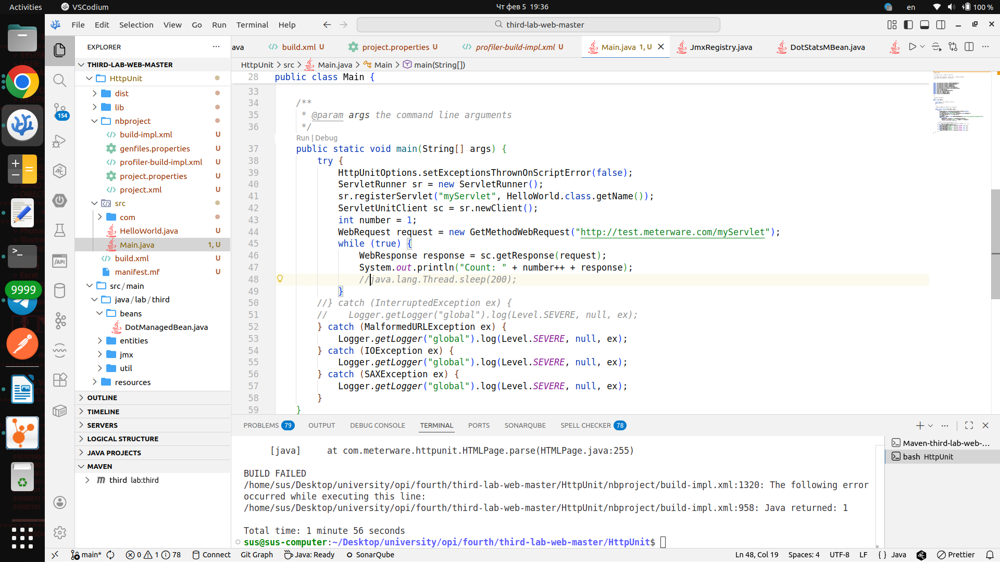 Activities
VSCodium
Чт фев 5 19:36
en
100 %
File Edit Selection View Go Run Terminal Help
third-lab-web-master
EXPLORER
ava
build.xml U
project.properties U
profiler-build-impl.xml U
Main.java 1, U
JmxRegistry.java
DotStatsMBean.java
HttpUnit > src > Main.java > Main > main(String[])
THIRD-LAB-WEB-MASTER
HttpUnit
dist
lib
nbproject
build-impl.xml U
genfiles.properties U
profiler-build-impl.xml U
project.properties U
project.xml U
src
com
HelloWorld.java U
Main.java 1, U
build.xml U
manifest.mf U
src/main
java/lab/third
beans
DotManagedBean.java
entities
jmx
util
resources
OUTLINE
TIMELINE
SERVERS
LOGICAL STRUCTURE
JAVA PROJECTS
MAVEN
third lab:third
154
9999
/API
28 public class Main {
33
34 /**
35 * @param args the command line arguments
36 */
Run | Debug
37 public static void main(String[] args) {
38 try {
39 HttpUnitOptions.setExceptionsThrownOnScriptError(false);
40 ServletRunner sr = new ServletRunner();
41 sr.registerServlet("myServlet", HelloWorld.class.getName());
42 ServletUnitClient sc = sr.newClient();
43 int number = 1;
44 WebRequest request = new GetMethodWebRequest("http://test.meterware.com/myServlet");
45 while (true) {
46 WebResponse response = sc.getResponse(request);
47 System.out.println("Count: " + number++ + response);
48 //java.lang.Thread.sleep(200);
49 }
50 //} catch (InterruptedException ex) {
51 // Logger.getLogger("global").log(Level.SEVERE, null, ex);
52 } catch (MalformedURLException ex) {
53 Logger.getLogger("global").log(Level.SEVERE, null, ex);
54 } catch (IOException ex) {
55 Logger.getLogger("global").log(Level.SEVERE, null, ex);
56 } catch (SAXException ex) {
57 Logger.getLogger("global").log(Level.SEVERE, null, ex);
58 }
59 }
PROBLEMS 79 OUTPUT DEBUG CONSOLE TERMINAL PORTS SONARQUBE SPELL CHECKER 78
[java] at com.meterware.httpunit.HTMLPage.parse(HTMLPage.java:255)
BUILD FAILED
/home/sus/Desktop/university/opi/fourth/third-lab-web-master/HttpUnit/nbproject/build-impl.xml:1320: The following error
occurred while executing this line:
/home/sus/Desktop/university/opi/fourth/third-lab-web-master/HttpUnit/nbproject/build-impl.xml:958: Java returned: 1
Total time: 1 minute 56 seconds
sus@sus-computer:~/Desktop/university/opi/fourth/third-lab-web-master/HttpUnit$
Maven-third-lab-web-...
bash HttpUnit
main* 0 1 78 Connect Git Graph Java: Ready SonarQube
Ln 48, Col 19 Spaces: 4 UTF-8 LF { } Java Prettier